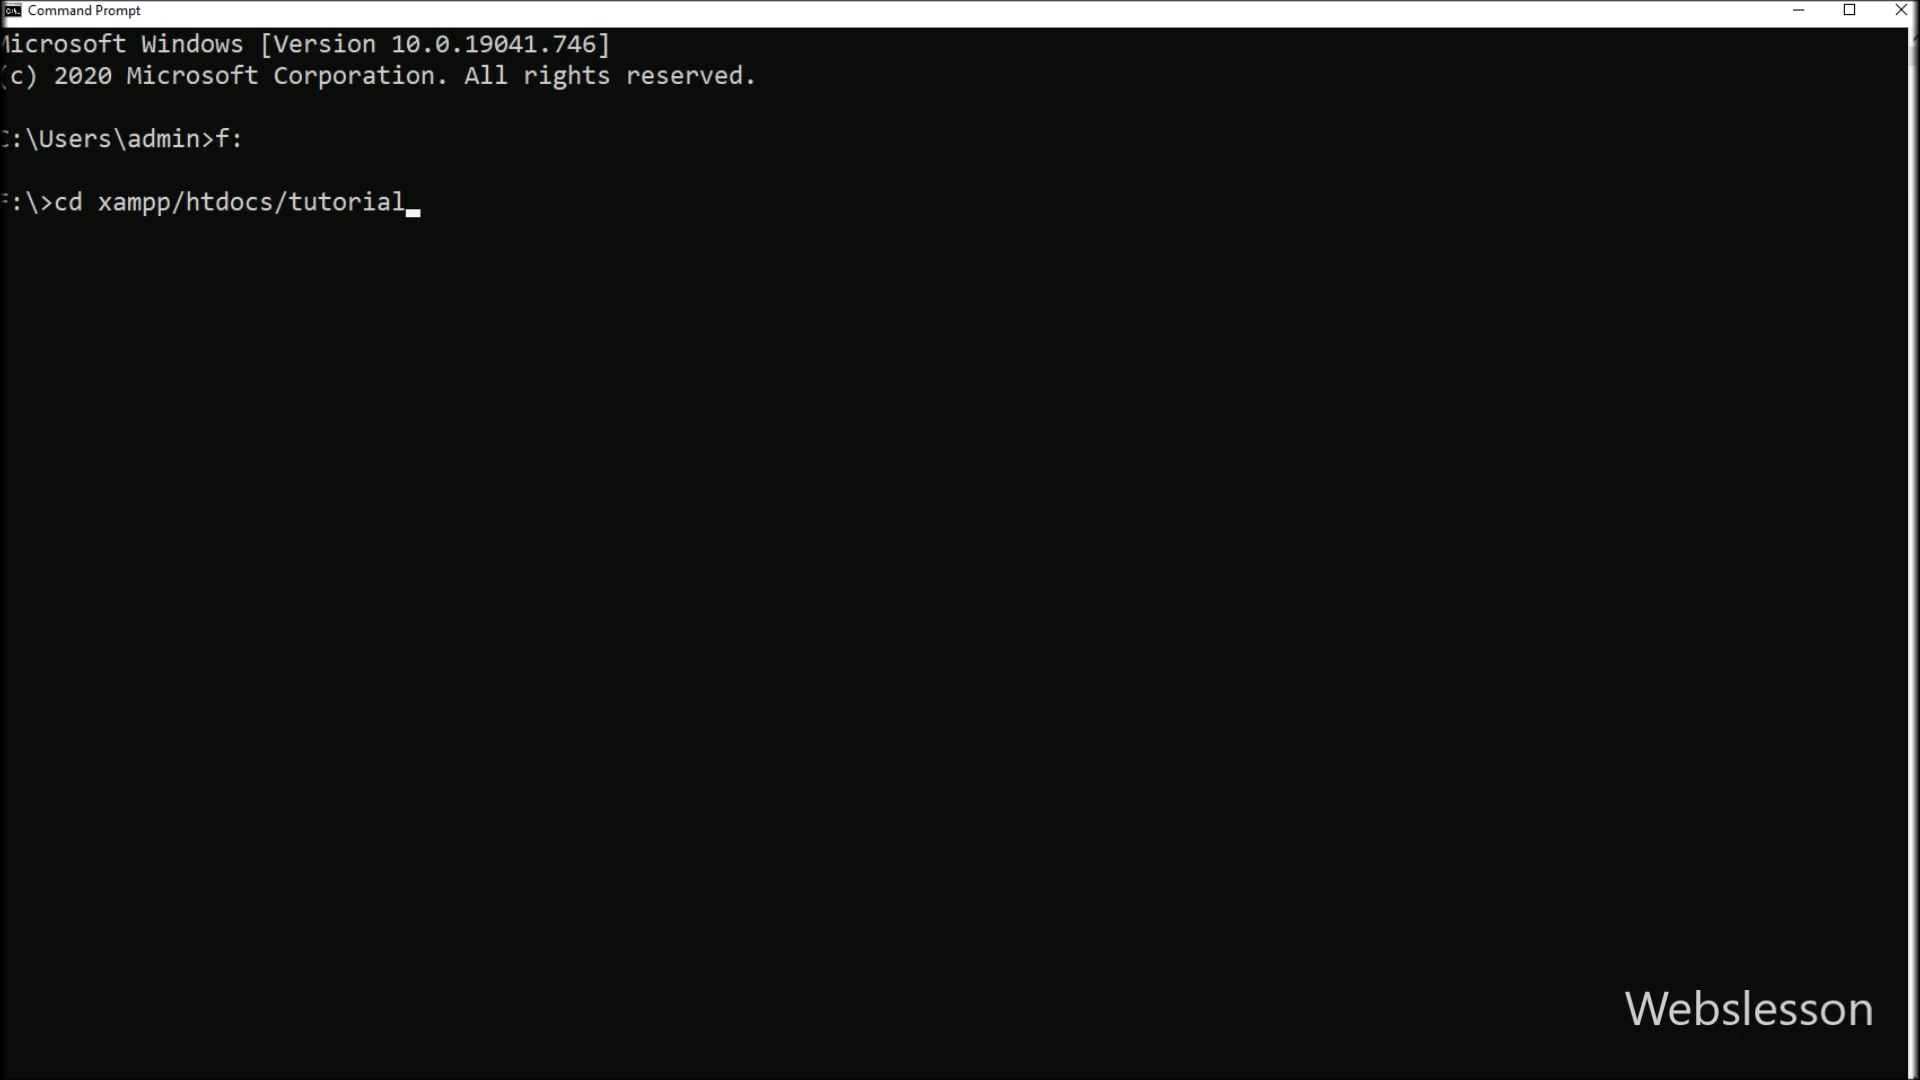 Command Prompt
Microsoft Windows [Version 10.0.19041.746]
(c) 2020 Microsoft Corporation. All rights reserved.
C:\Users\admin>f:
F:\>cd xampp/htdocs/tutorial
Webslesson